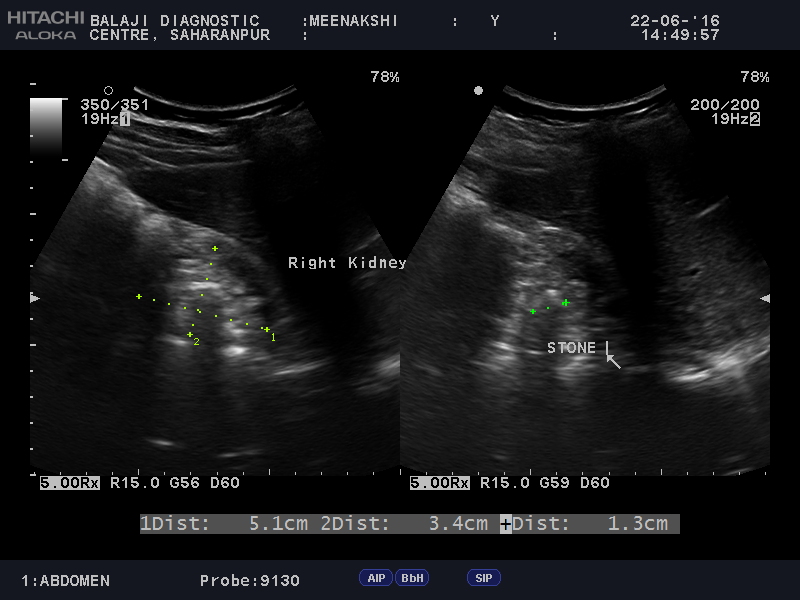 HITACHI
ALOKA
BALAJI DIAGNOSTIC :MEENAKSHI : Y 22-06-'16
CENTRE, SAHARANPUR : : 14:49:57
78% 78%
350/351 200/200
19Hz1 19Hz2
Right Kidney
1
2
STONE
5.00Rx R15.0 G56 D60 5.00Rx R15.0 G59 D60
1Dist: 5.1cm 2Dist: 3.4cm +Dist: 1.3cm
1:ABDOMEN Probe:9130 AIP BbH SIP